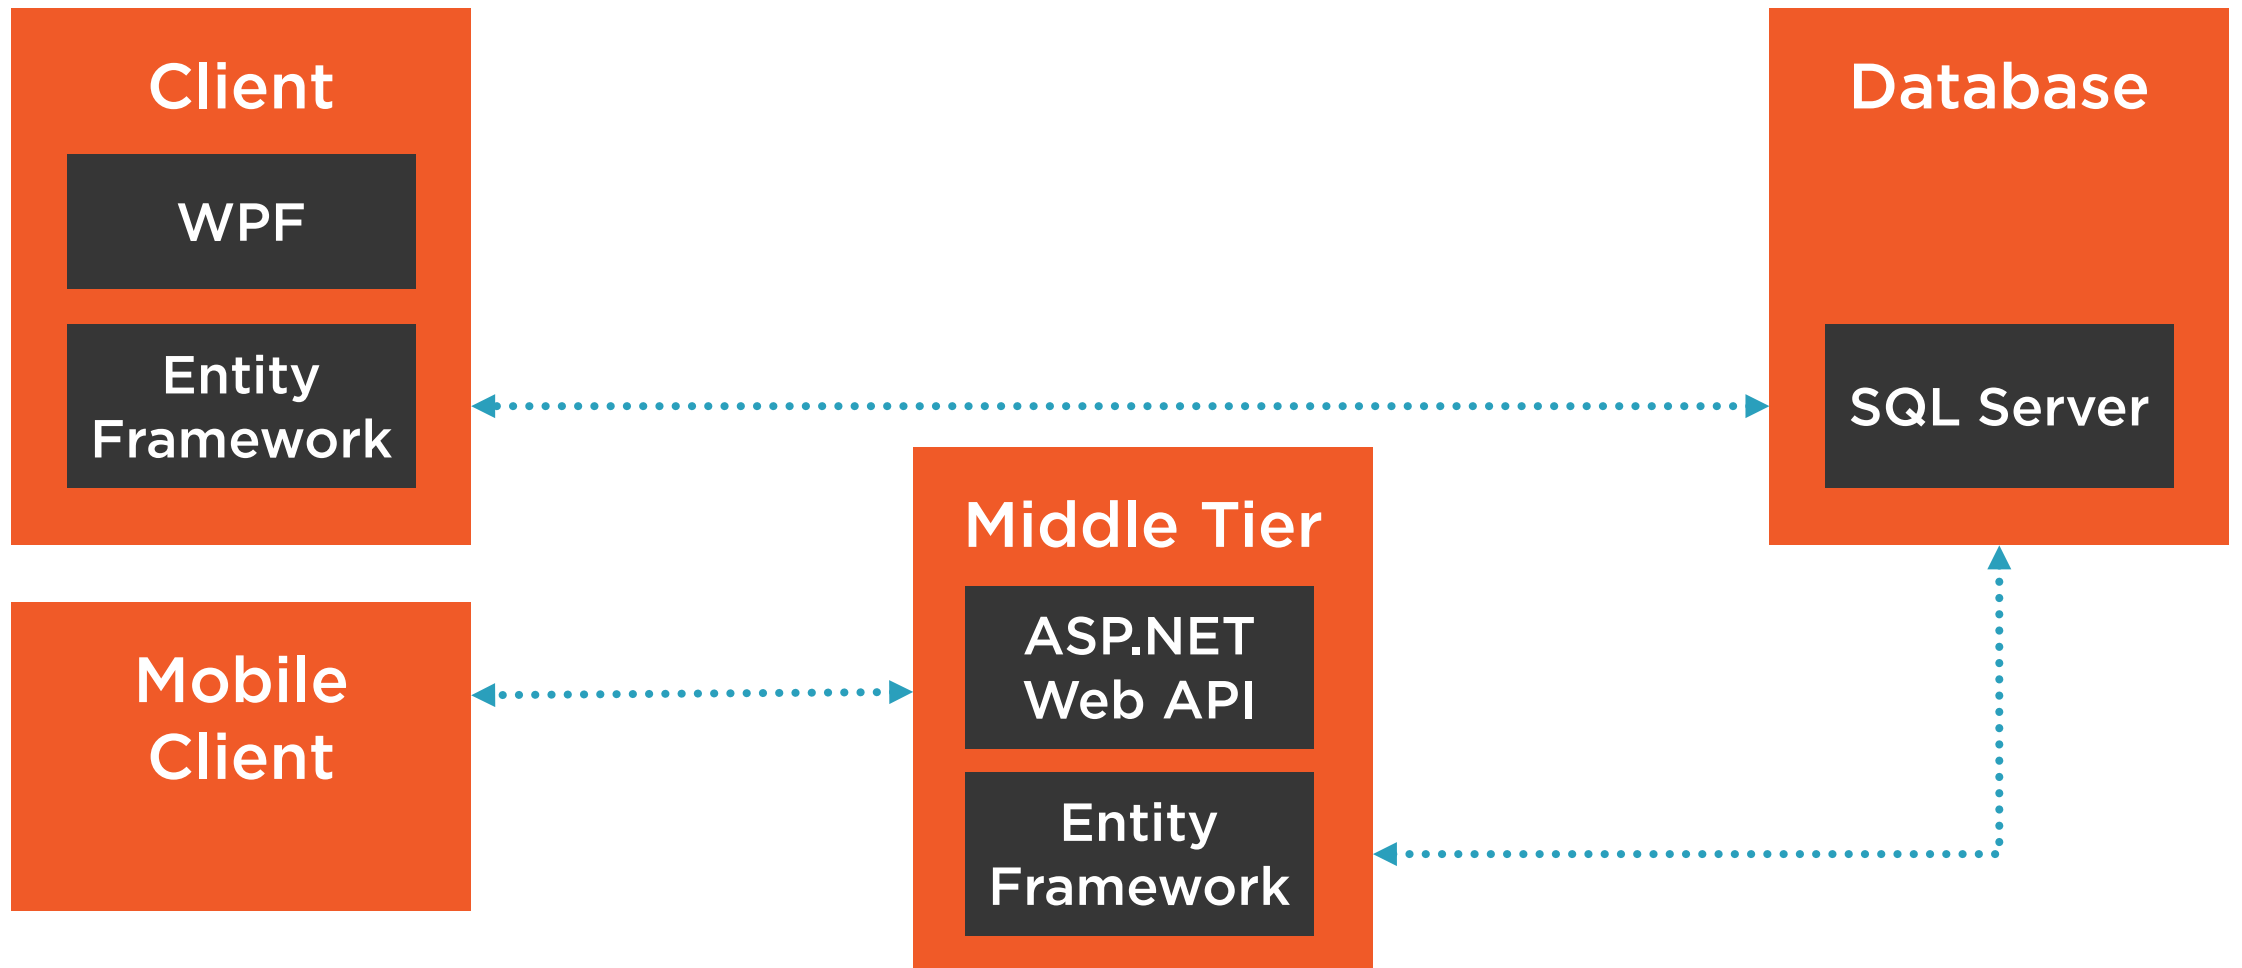 Client
WPF
Entity
Framework
Database
SQL Server
Mobile
Client
Middle Tier
ASP.NET
Web API
Entity
Framework